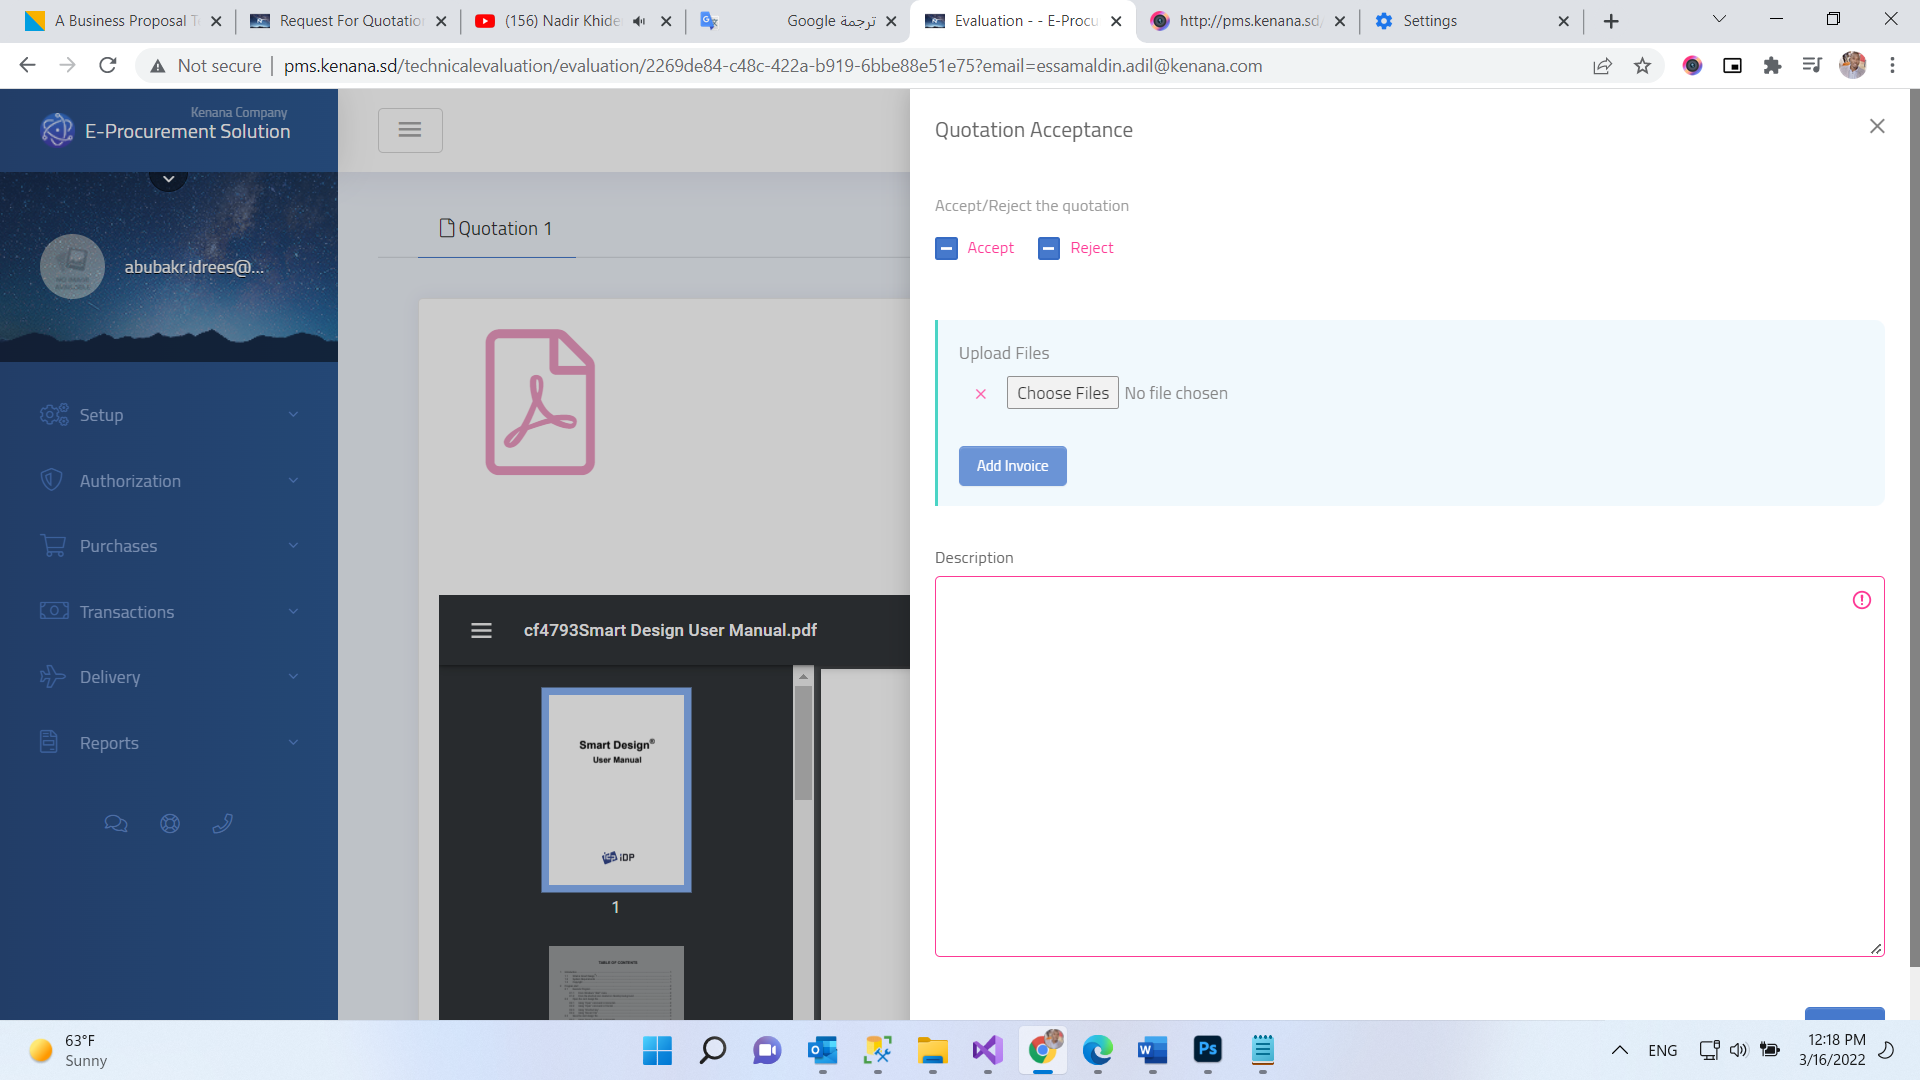 A Business Proposal T
Request For Quotation
(156) Nadir Khide
ترجمة Google
Evaluation - - E-Procu
http://pms.kenana.sd/
Settings
Not secure
pms.kenana.sd/technicalevaluation/evaluation/2269de84-c48c-422a-b919-6bbe88e51e75?email=essamaldin.adil@kenana.com
Kenana Company
E-Procurement Solution
abubakr.idrees@...
Setup
Authorization
Purchases
Transactions
Delivery
Reports
Quotation 1
cf4793Smart Design User Manual.pdf
Smart Design®
User Manual
iDP
1
TABLE OF CONTENTS
Quotation Acceptance
Accept/Reject the quotation
Accept
Reject
Upload Files
Choose Files
No file chosen
Add Invoice
Description
63°F
Sunny
ENG
12:18 PM
3/16/2022